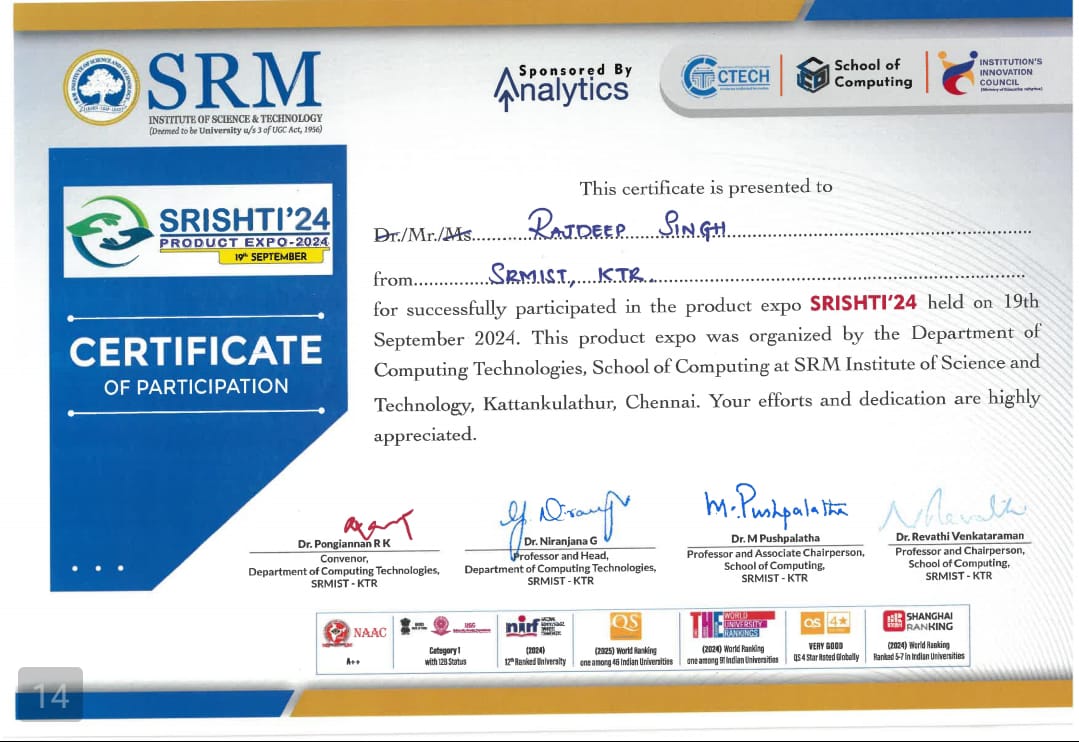 SRM
INSTITUTE OF SCIENCE & TECHNOLOGY
(Deemed to be University u/s 3 of UGC Act, 1956)
Sponsored By
Analytics
CTECH
School of
Computing
INSTITUTION'S
INNOVATION
COUNCIL
(Ministry of Education Initiative)
SRISHTI'24
PRODUCT EXPO-2024
19th SEPTEMBER
CERTIFICATE
OF PARTICIPATION
This certificate is presented to
Dr./Mr./Ms. RAJDEEP SINGH
from SRMIST, KTR.
for successfully participated in the product expo SRISHTI'24 held on 19th
September 2024. This product expo was organized by the Department of
Computing Technologies, School of Computing at SRM Institute of Science and
Technology, Kattankulathur, Chennai. Your efforts and dedication are highly
appreciated.
M. Pushpalatha
Dr. Pongiannan R K
Convenor,
Department of Computing Technologies,
SRMIST - KTR
Dr. Niranjana G
Professor and Head,
Department of Computing Technologies,
SRMIST - KTR
Dr. M Pushpalatha
Professor and Associate Chairperson,
School of Computing,
SRMIST - KTR
Dr. Revathi Venkataraman
Professor and Chairperson,
School of Computing,
SRMIST - KTR
NAAC
A++
UGC
Category I
with 12B Status
nirf
(2024)
12th Ranked University
QS
(2025) World Ranking
one among 46 Indian Universities
THE WORLD
UNIVERSITY
RANKINGS
(2024) World Ranking
one among 91 Indian Universities
QS 4★
VERY GOOD
QS 4 Star Rated Globally
SHANGHAI
RANKING
(2024) World Ranking
Ranked 5-7 in Indian Universities
14